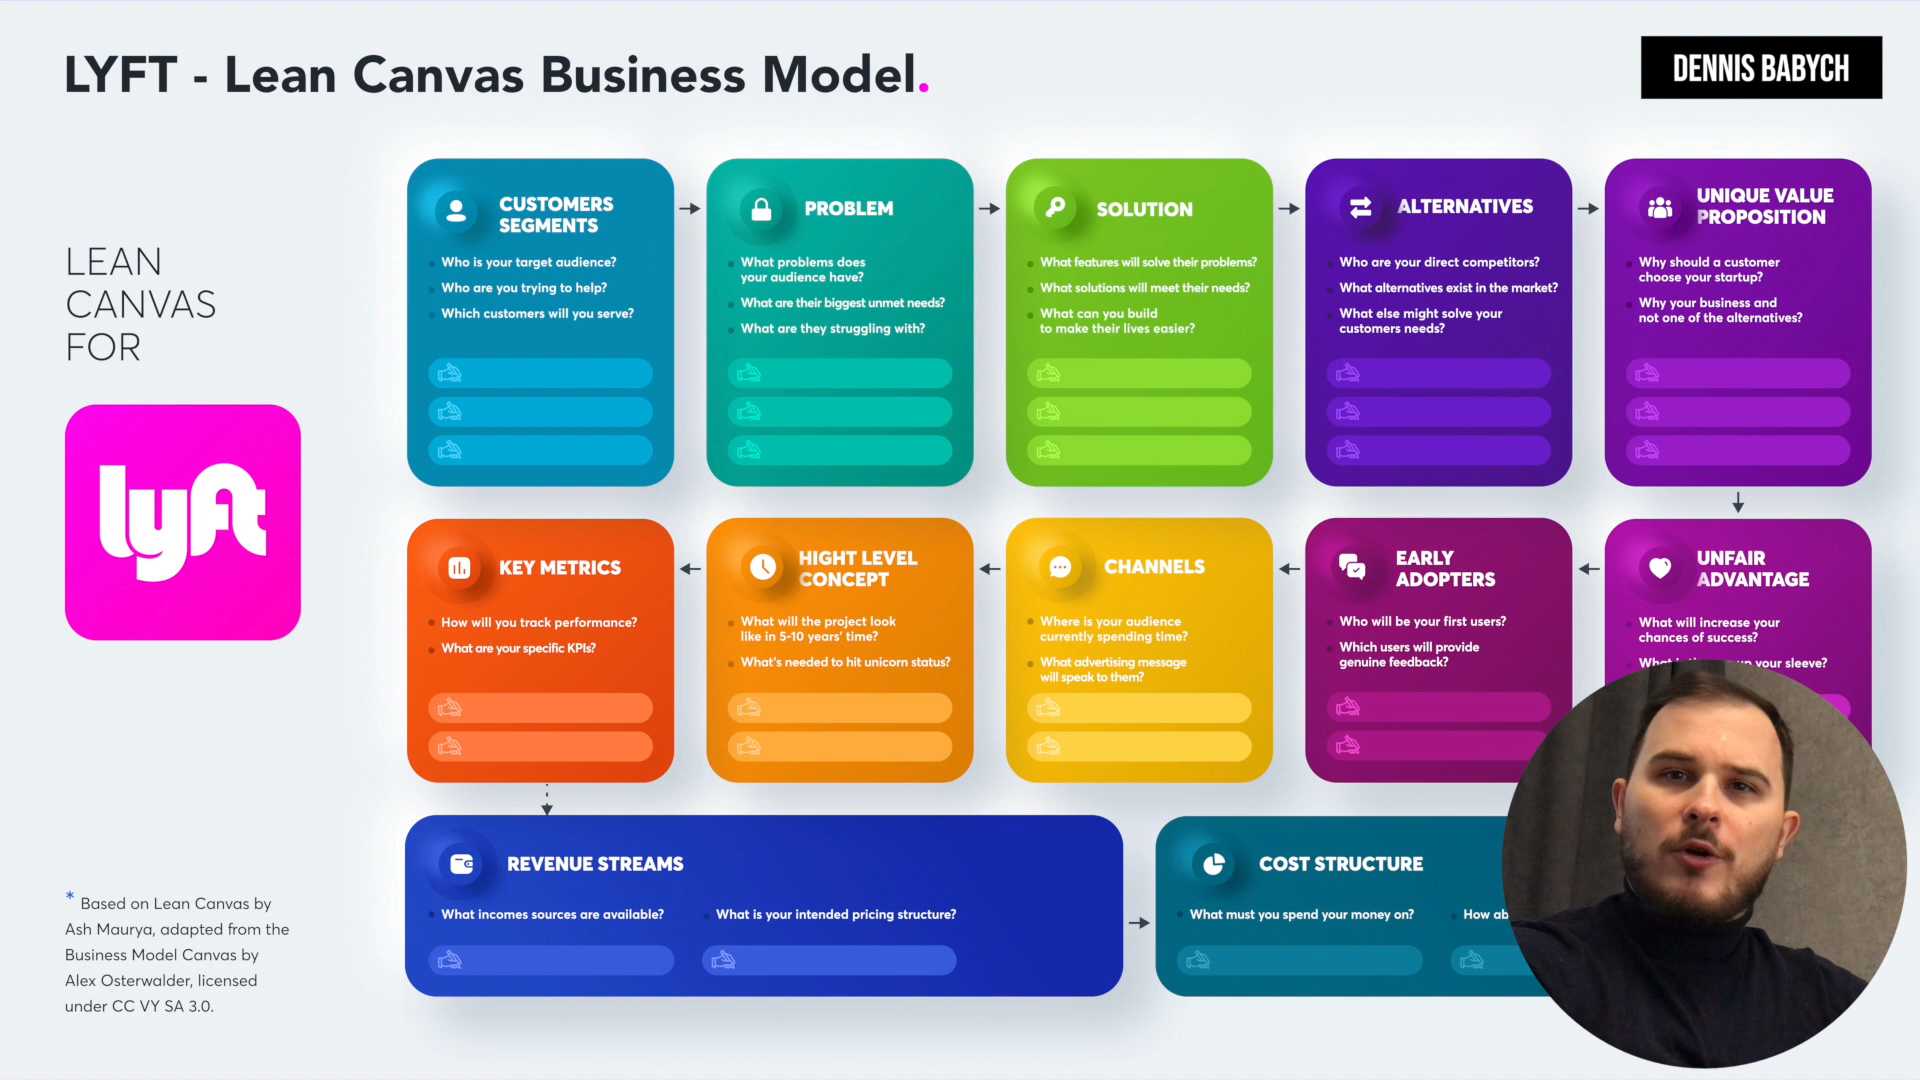 LYFT - Lean Canvas Business Model.
DENNIS BABYCH
LEAN
CANVAS
FOR
lyft
* Based on Lean Canvas by
Ash Maurya, adapted from the
Business Model Canvas by
Alex Osterwalder, licensed
under CC VY SA 3.0.
CUSTOMERS
SEGMENTS
Who is your target audience?
Who are you trying to help?
Which customers will you serve?
PROBLEM
What problems does
your audience have?
What are their biggest unmet needs?
What are they struggling with?
SOLUTION
What features will solve their problems?
What solutions will meet their needs?
What can you build
to make their lives easier?
ALTERNATIVES
Who are your direct competitors?
What alternatives exist in the market?
What else might solve your
customers needs?
UNIQUE VALUE
PROPOSITION
Why should a customer
choose your startup?
Why your business and
not one of the alternatives?
KEY METRICS
How will you track performance?
What are your specific KPIs?
HIGHT LEVEL
CONCEPT
What will the project look
like in 5-10 years' time?
What's needed to hit unicorn status?
CHANNELS
Where is your audience
currently spending time?
What advertising message
will speak to them?
EARLY
ADOPTERS
Who will be your first users?
Which users will provide
genuine feedback?
UNFAIR
ADVANTAGE
What will increase your
chances of success?
your sleeve?
REVENUE STREAMS
What incomes sources are available?
What is your intended pricing structure?
COST STRUCTURE
What must you spend your money on?
How